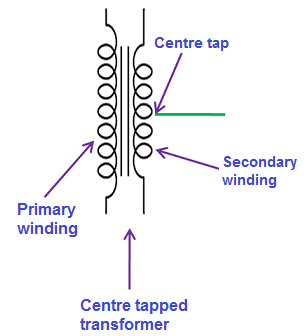 Centre tap
Secondary
winding
Primary
winding
Centre tapped
transformer